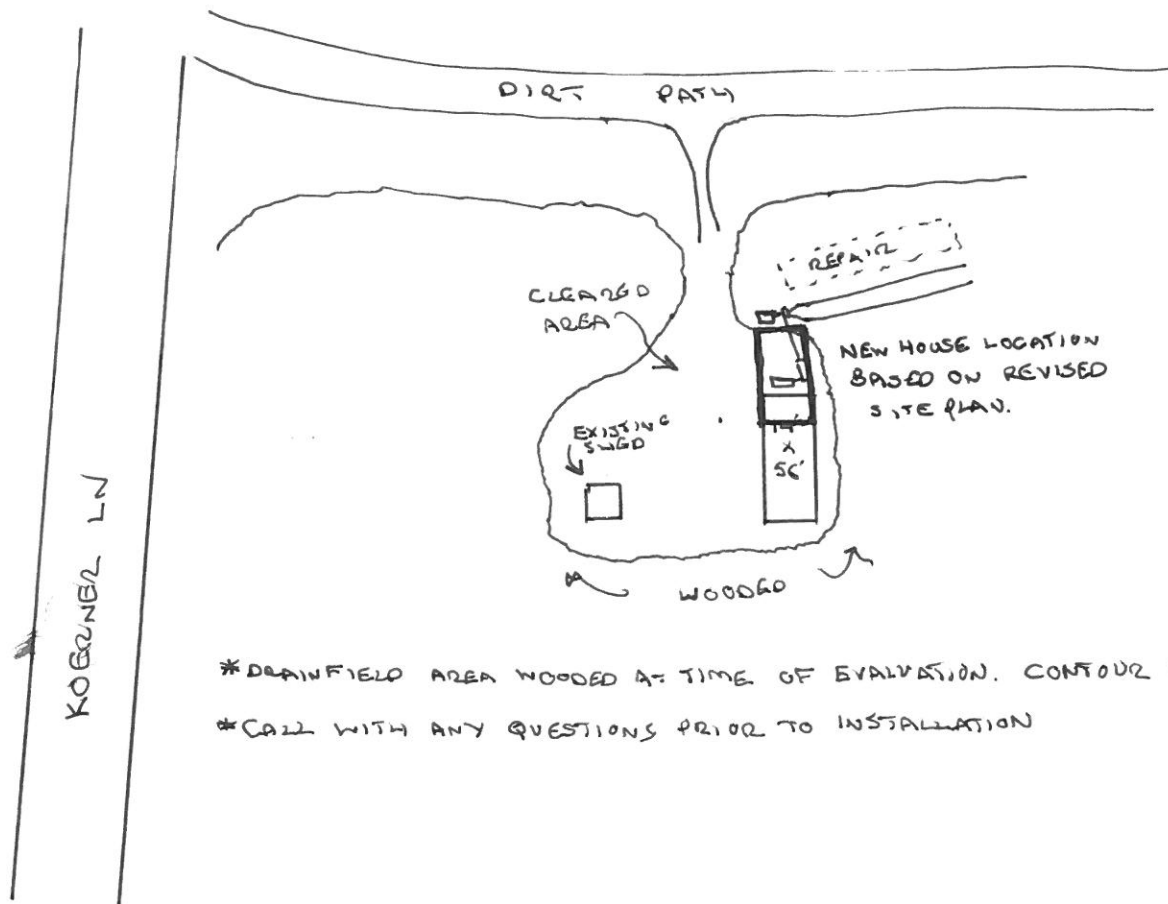 DIRT PATH
REPAIR
CLEARED
AREA
NEW HOUSE LOCATION
BASED ON REVISED
SITE PLAN.
EXISTING
SHED
X
56'
WOODED
KOERNER LN
*DRAINFIELD AREA WOODED AT TIME OF EVALUATION. CONTOUR
*CALL WITH ANY QUESTIONS PRIOR TO INSTALLATION